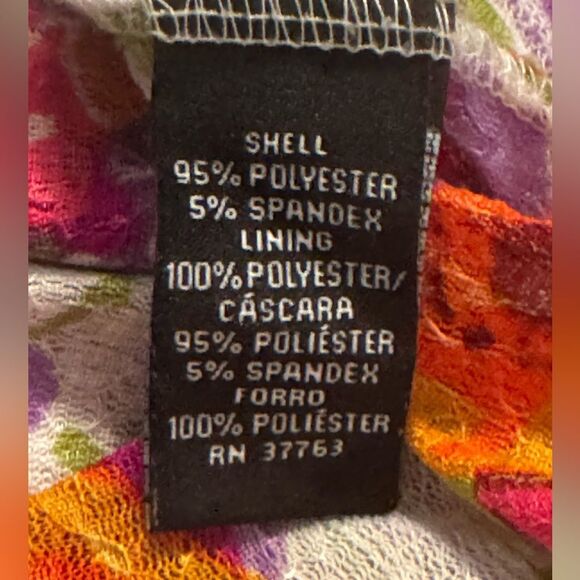 SHELL
95% POLYESTER
5% SPANDEX
LINING
100% POLYESTER/
CÁSCARA
95% POLIÉSTER
5% SPANDEX
FORRO
100% POLIÉSTER
RN 37763